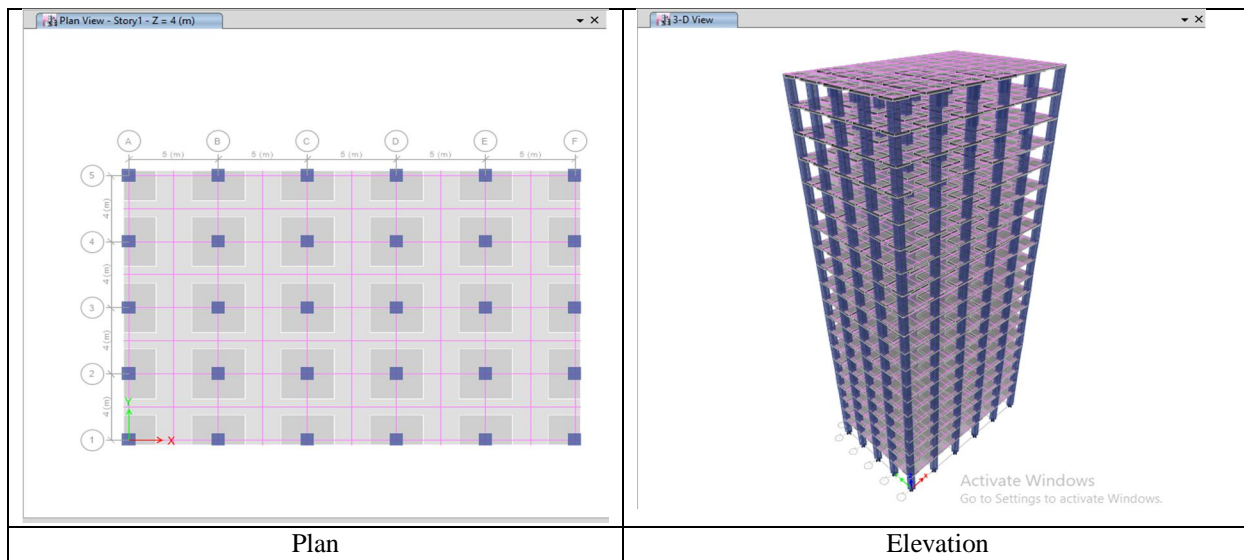 Plan View - Story1 - Z = 4 (m)
A B C D E F
5 (m) 5 (m) 5 (m) 5 (m) 5 (m)
5
4 (m)
4
4 (m)
3
4 (m)
2
4 (m)
1
Y
X
Plan
3-D View
Activate Windows
Go to Settings to activate Windows.
Elevation